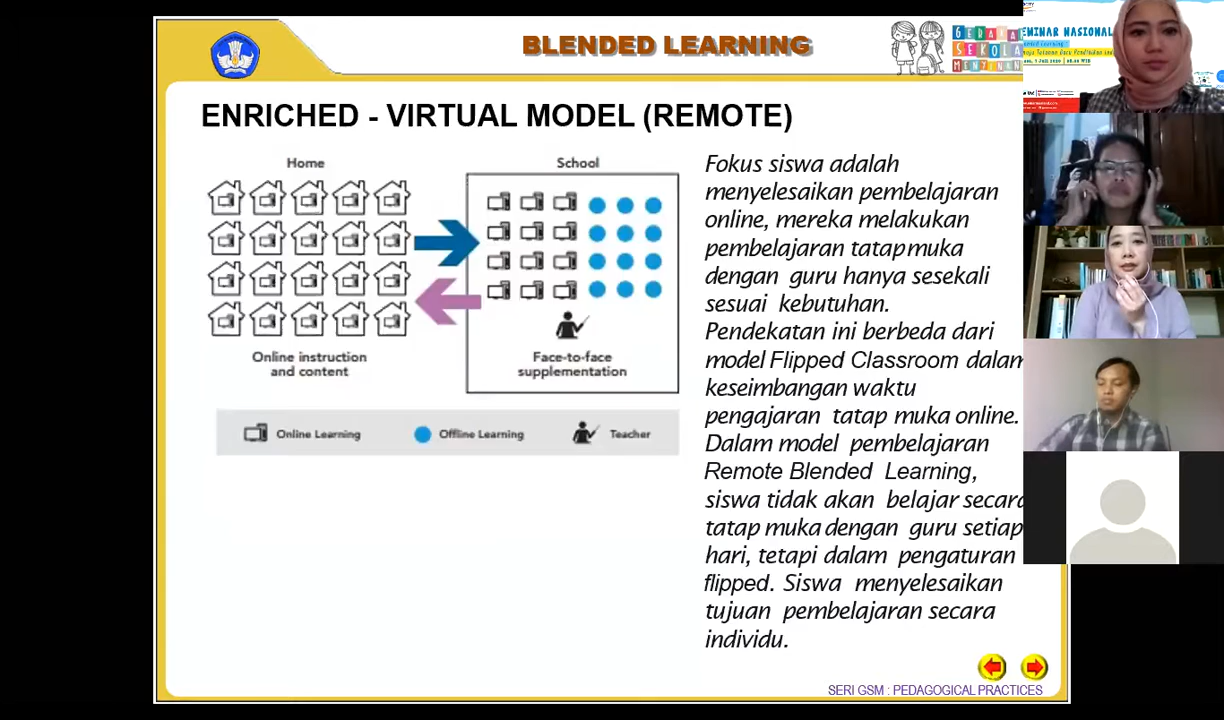 BLENDED LEARNING
GERAKAN
SEKOLA
MENYENAN
SEMINAR NASIONAL
ENRICHED - VIRTUAL MODEL (REMOTE)
Home
School
Online instruction
and content
Face-to-face
supplementation
Online Learning
Offline Learning
Teacher
Fokus siswa adalah
menyelesaikan pembelajaran
online, mereka melakukan
pembelajaran tatap muka
dengan guru hanya sesekali
sesuai kebutuhan.
Pendekatan ini berbeda dari
model Flipped Classroom dalam
keseimbangan waktu
pengajaran tatap muka online.
Dalam model pembelajaran
Remote Blended Learning,
siswa tidak akan belajar secara
tatap muka dengan guru setiap
hari, tetapi dalam pengaturan
flipped. Siswa menyelesaikan
tujuan pembelajaran secara
individu.
SERI GSM : PEDAGOGICAL PRACTICES